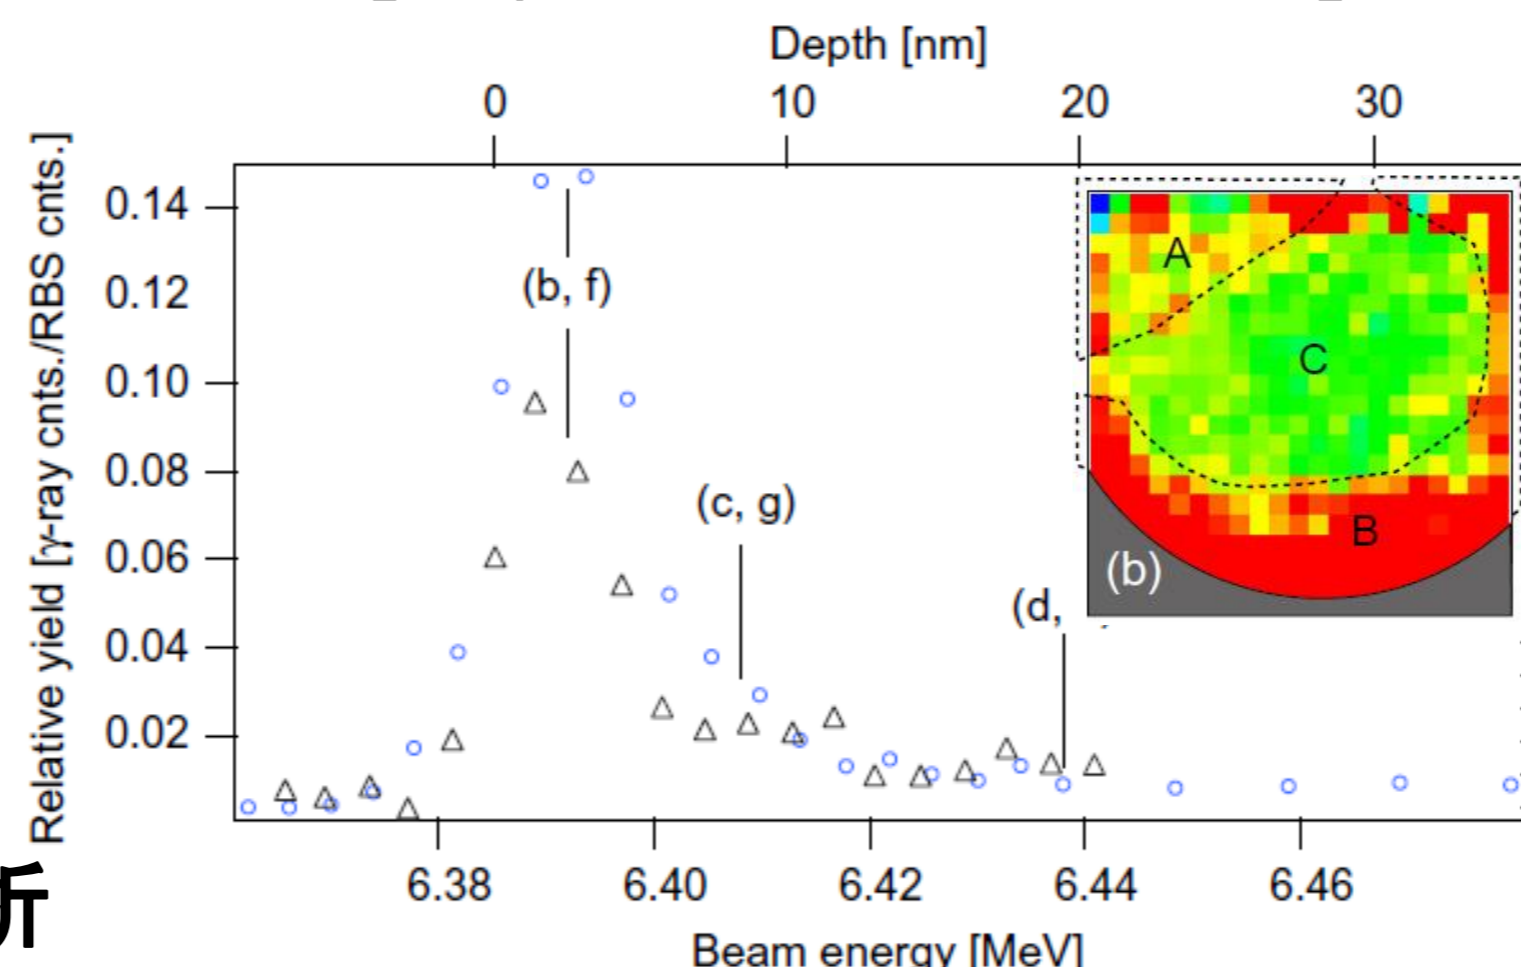 Depth [nm]
0 10 20 30
Relative yield [γ-ray cnts./RBS cnts.]
0.14
0.12
0.10
0.08
0.06
0.04
0.02
(b, f)
(c, g)
(d,
A
C
B
(b)
6.38 6.40 6.42 6.44 6.46
Beam energy [MeV]